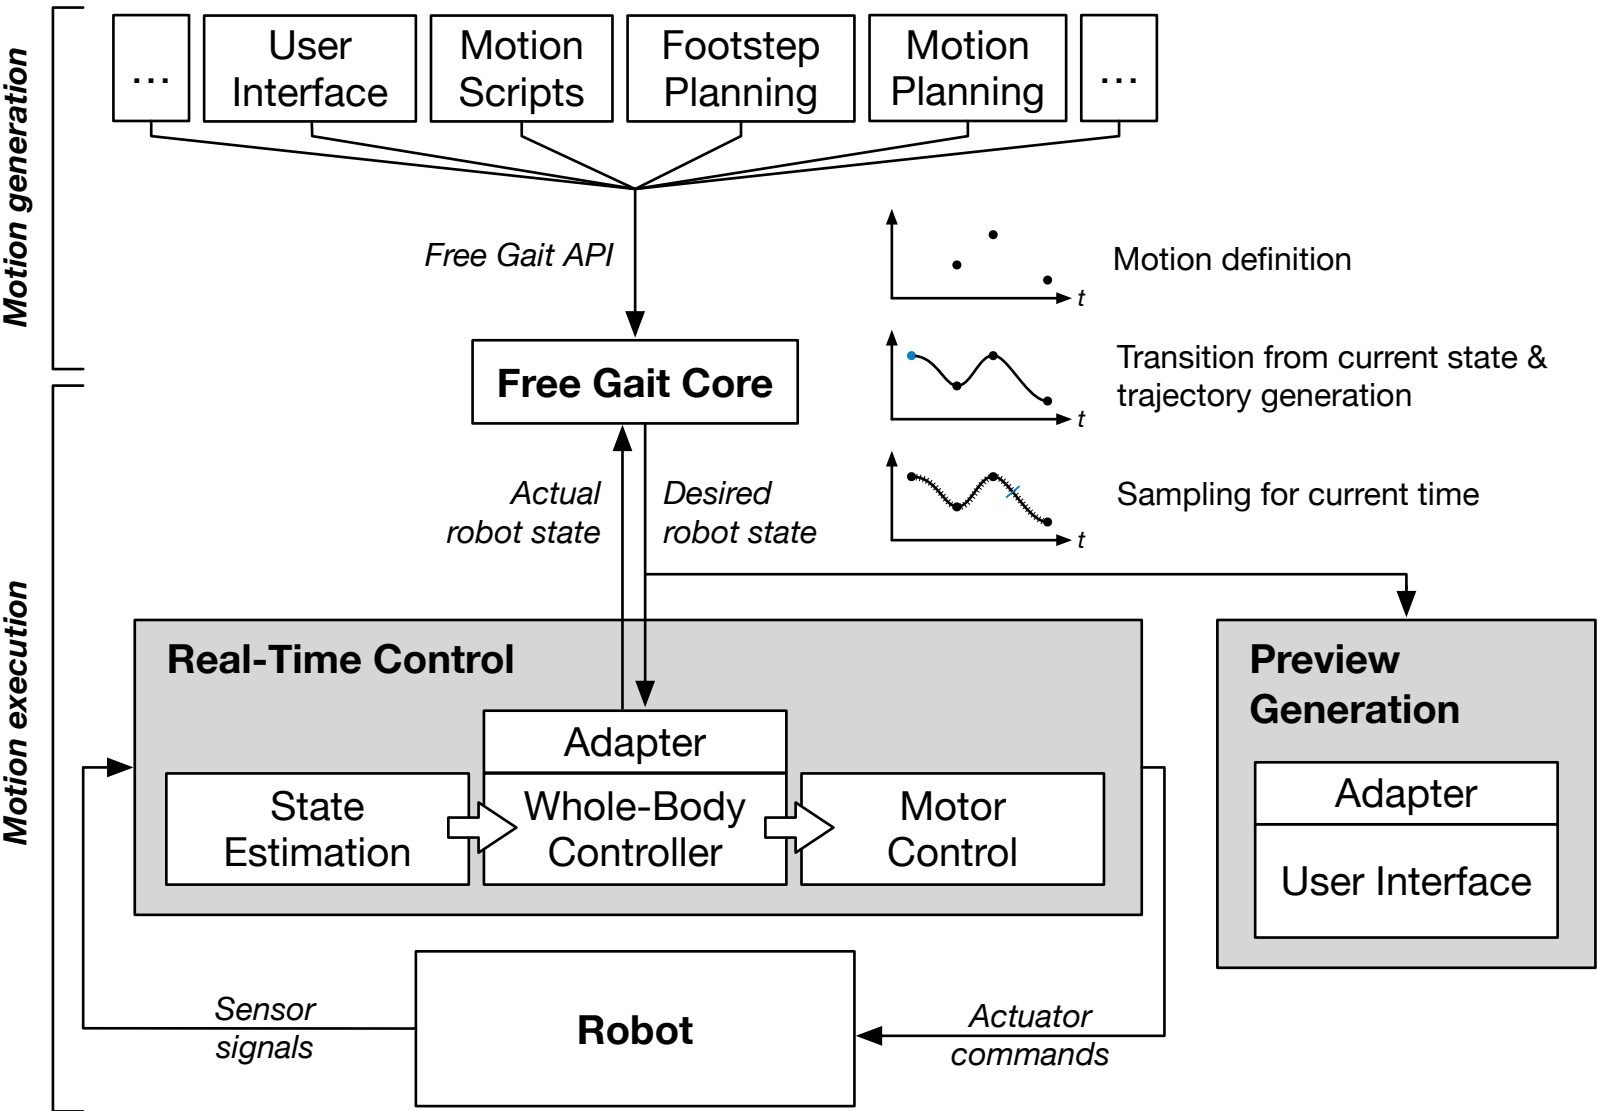 Motion generation
...
User
Interface
Motion
Scripts
Footstep
Planning
Motion
Planning
...
Free Gait API
t
Motion definition
Free Gait Core
t
Transition from current state &
trajectory generation
Actual
robot state
Desired
robot state
t
Sampling for current time
Motion execution
Real-Time Control
Adapter
State
Estimation
Whole-Body
Controller
Motor
Control
Preview
Generation
Adapter
User Interface
Sensor
signals
Robot
Actuator
commands